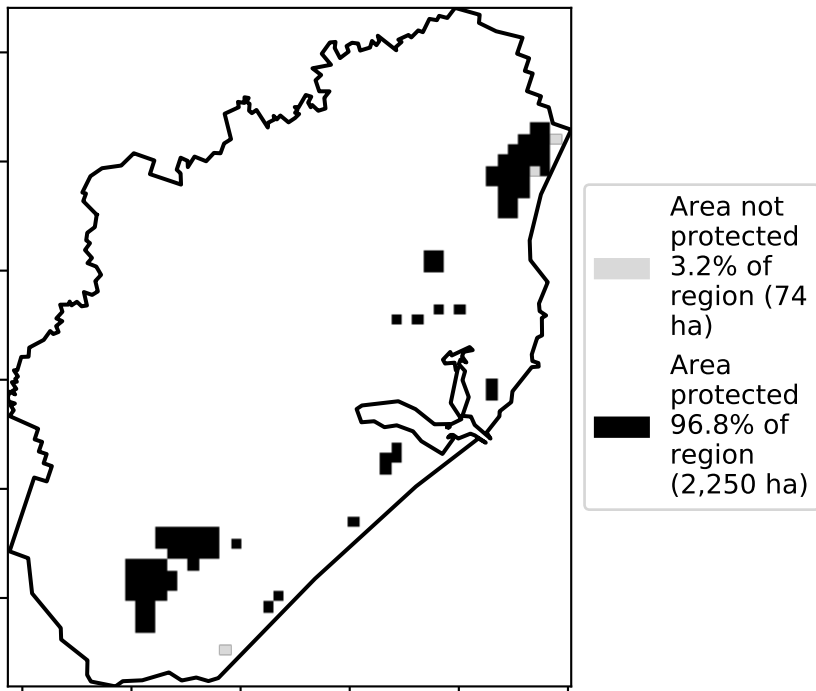 Area not
protected
3.2% of
region (74
ha)
Area
protected
96.8% of
region
(2,250 ha)